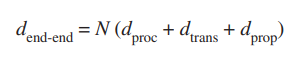 d_end-end = N (d_proc + d_trans + d_prop)